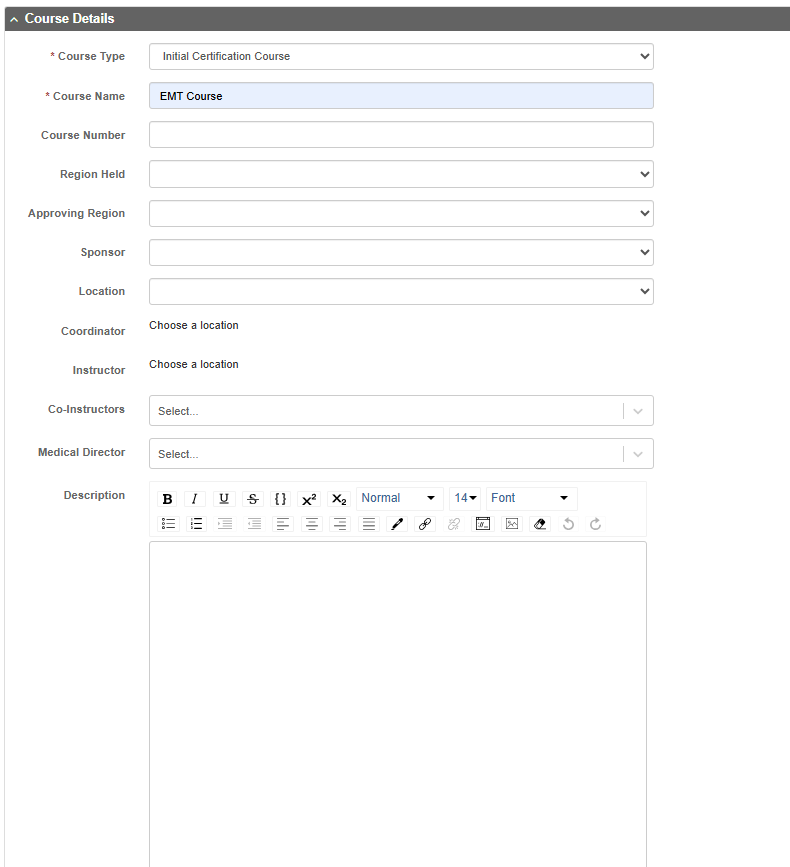 Course Details
* Course Type Initial Certification Course
* Course Name EMT Course
Course Number
Region Held
Approving Region
Sponsor
Location
Coordinator Choose a location
Instructor Choose a location
Co-Instructors Select...
Medical Director Select...
Description B I U S {} X² X₂ Normal 14 Font